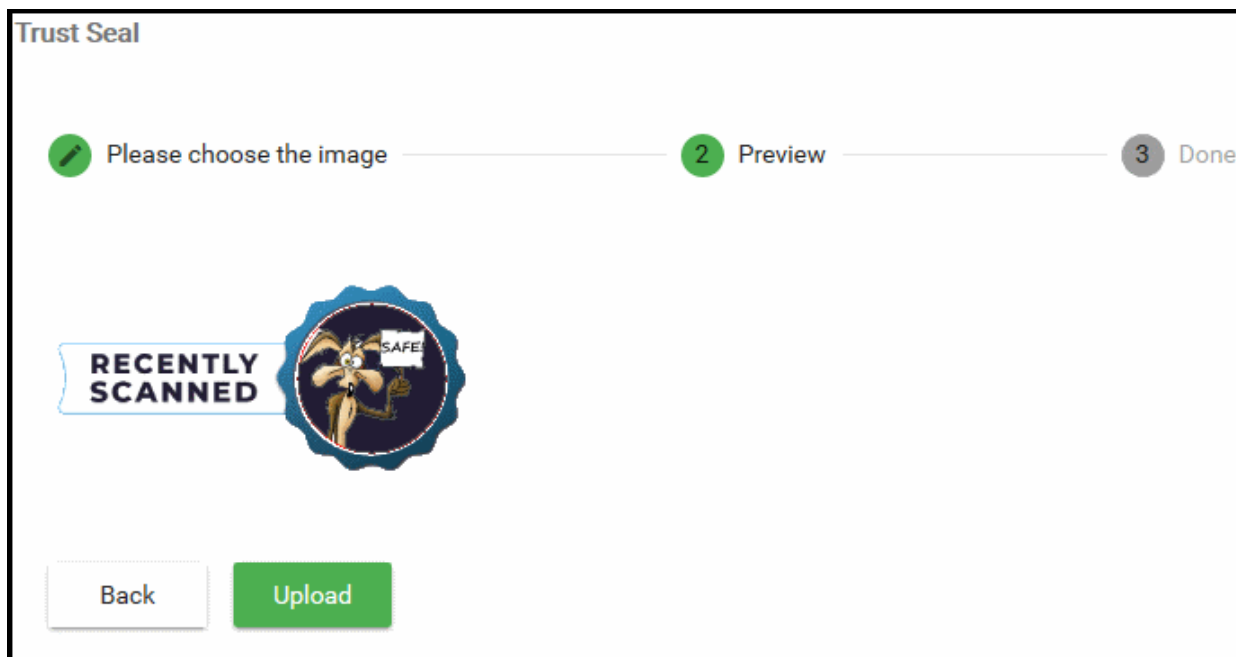 Trust Seal
Please choose the image
2 Preview
3 Done
SAFE!
RECENTLY
SCANNED
Back
Upload